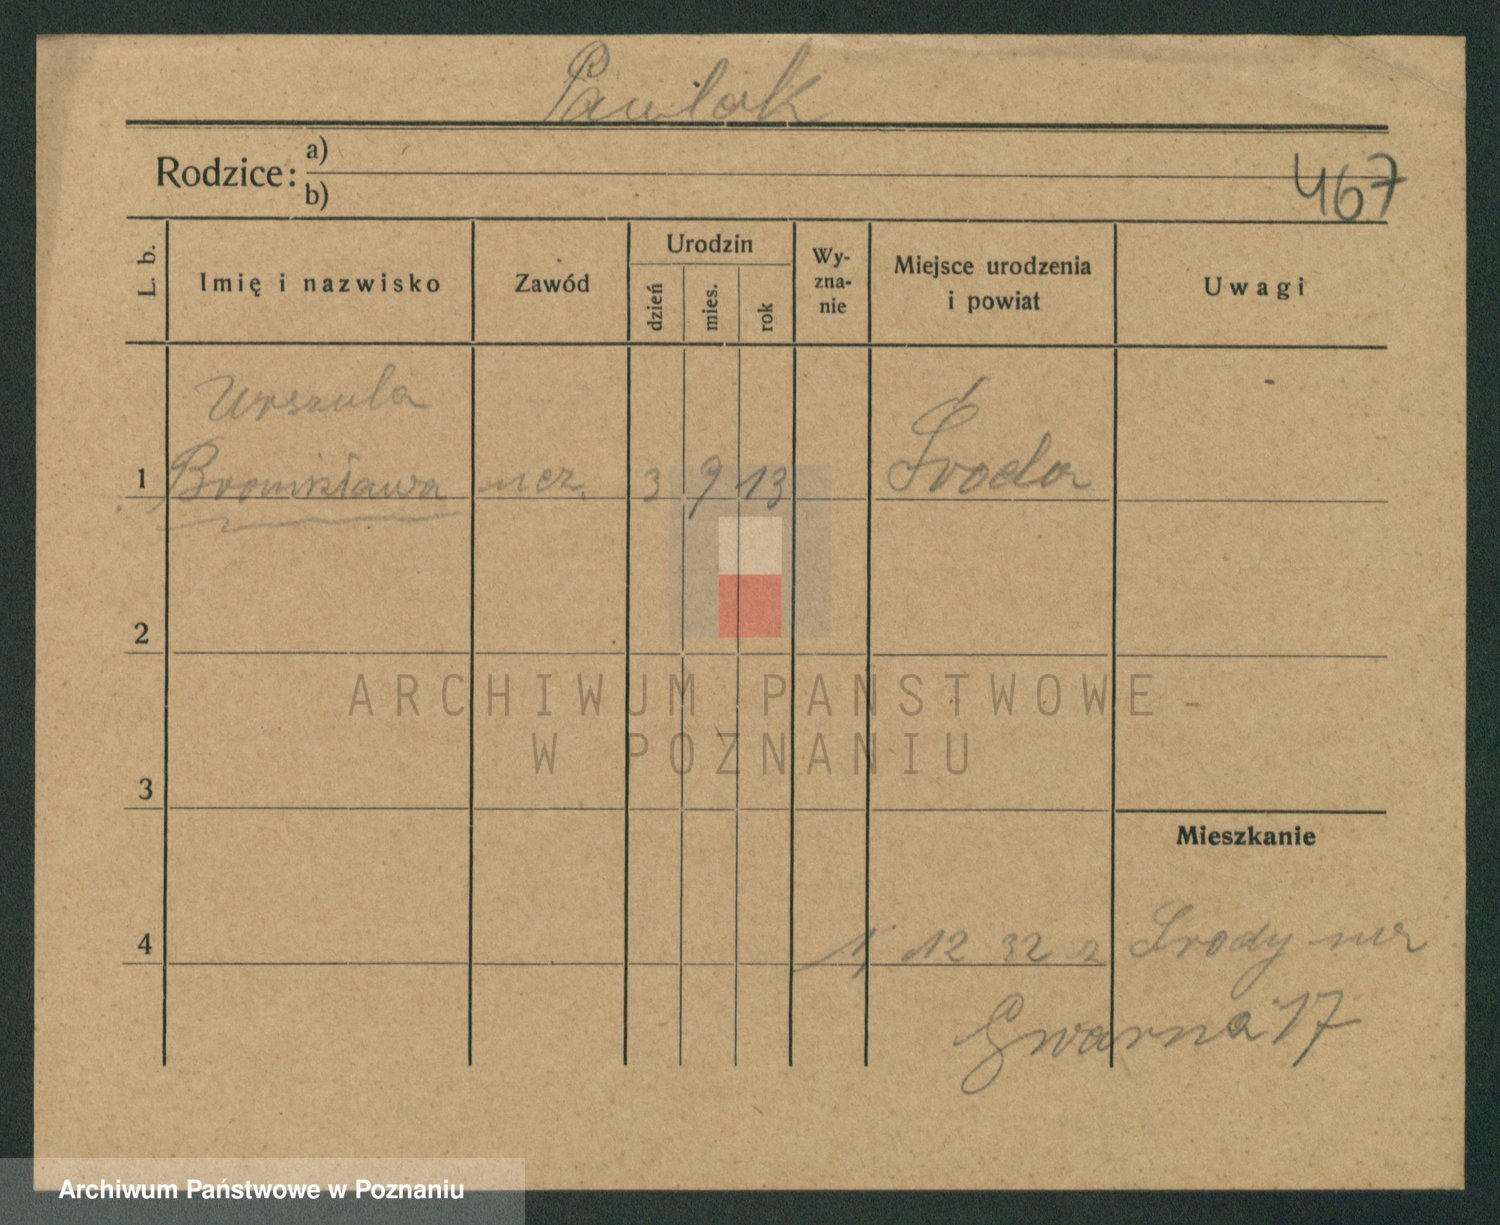 Pawlak
Rodzice: a)
b)
467
L. b.
Imię i nazwisko
Zawód
Urodzin
dzień
mies.
rok
Wy-
zna-
nie
Miejsce urodzenia
i powiat
Uwagi
Urszula
1 Bronisława ucz. 3 9 13 Środa
2
3
ARCHIWUM PAŃSTWOWE
W POZNANIU
Mieszkanie
4 1, 12 32 z Środy
Gwarna 17
Archiwum Państwowe w Poznaniu